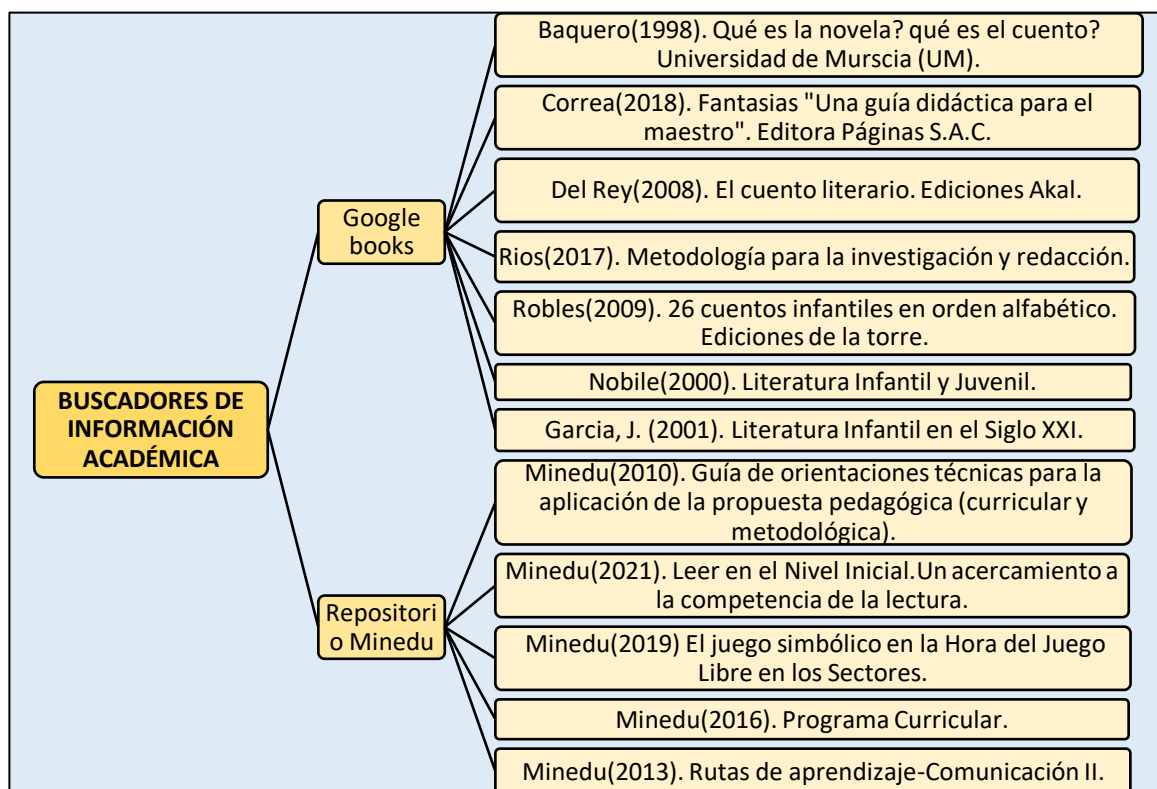 Baquero(1998). Qué es la novela? qué es el cuento?
Universidad de Murscia (UM).
Correa(2018). Fantasias "Una guía didáctica para el
maestro". Editora Páginas S.A.C.
Del Rey(2008). El cuento literario. Ediciones Akal.
Google
books
Rios(2017). Metodología para la investigación y redacción.
Robles(2009). 26 cuentos infantiles en orden alfabético.
Ediciones de la torre.
Nobile(2000). Literatura Infantil y Juvenil.
Garcia, J. (2001). Literatura Infantil en el Siglo XXI.
BUSCADORES DE
INFORMACIÓN
ACADÉMICA
Minedu(2010). Guía de orientaciones técnicas para la
aplicación de la propuesta pedagógica (curricular y
metodológica).
Minedu(2021). Leer en el Nivel Inicial.Un acercamiento a
la competencia de la lectura.
Repositori
o Minedu
Minedu(2019) El juego simbólico en la Hora del Juego
Libre en los Sectores.
Minedu(2016). Programa Curricular.
Minedu(2013). Rutas de aprendizaje-Comunicación II.